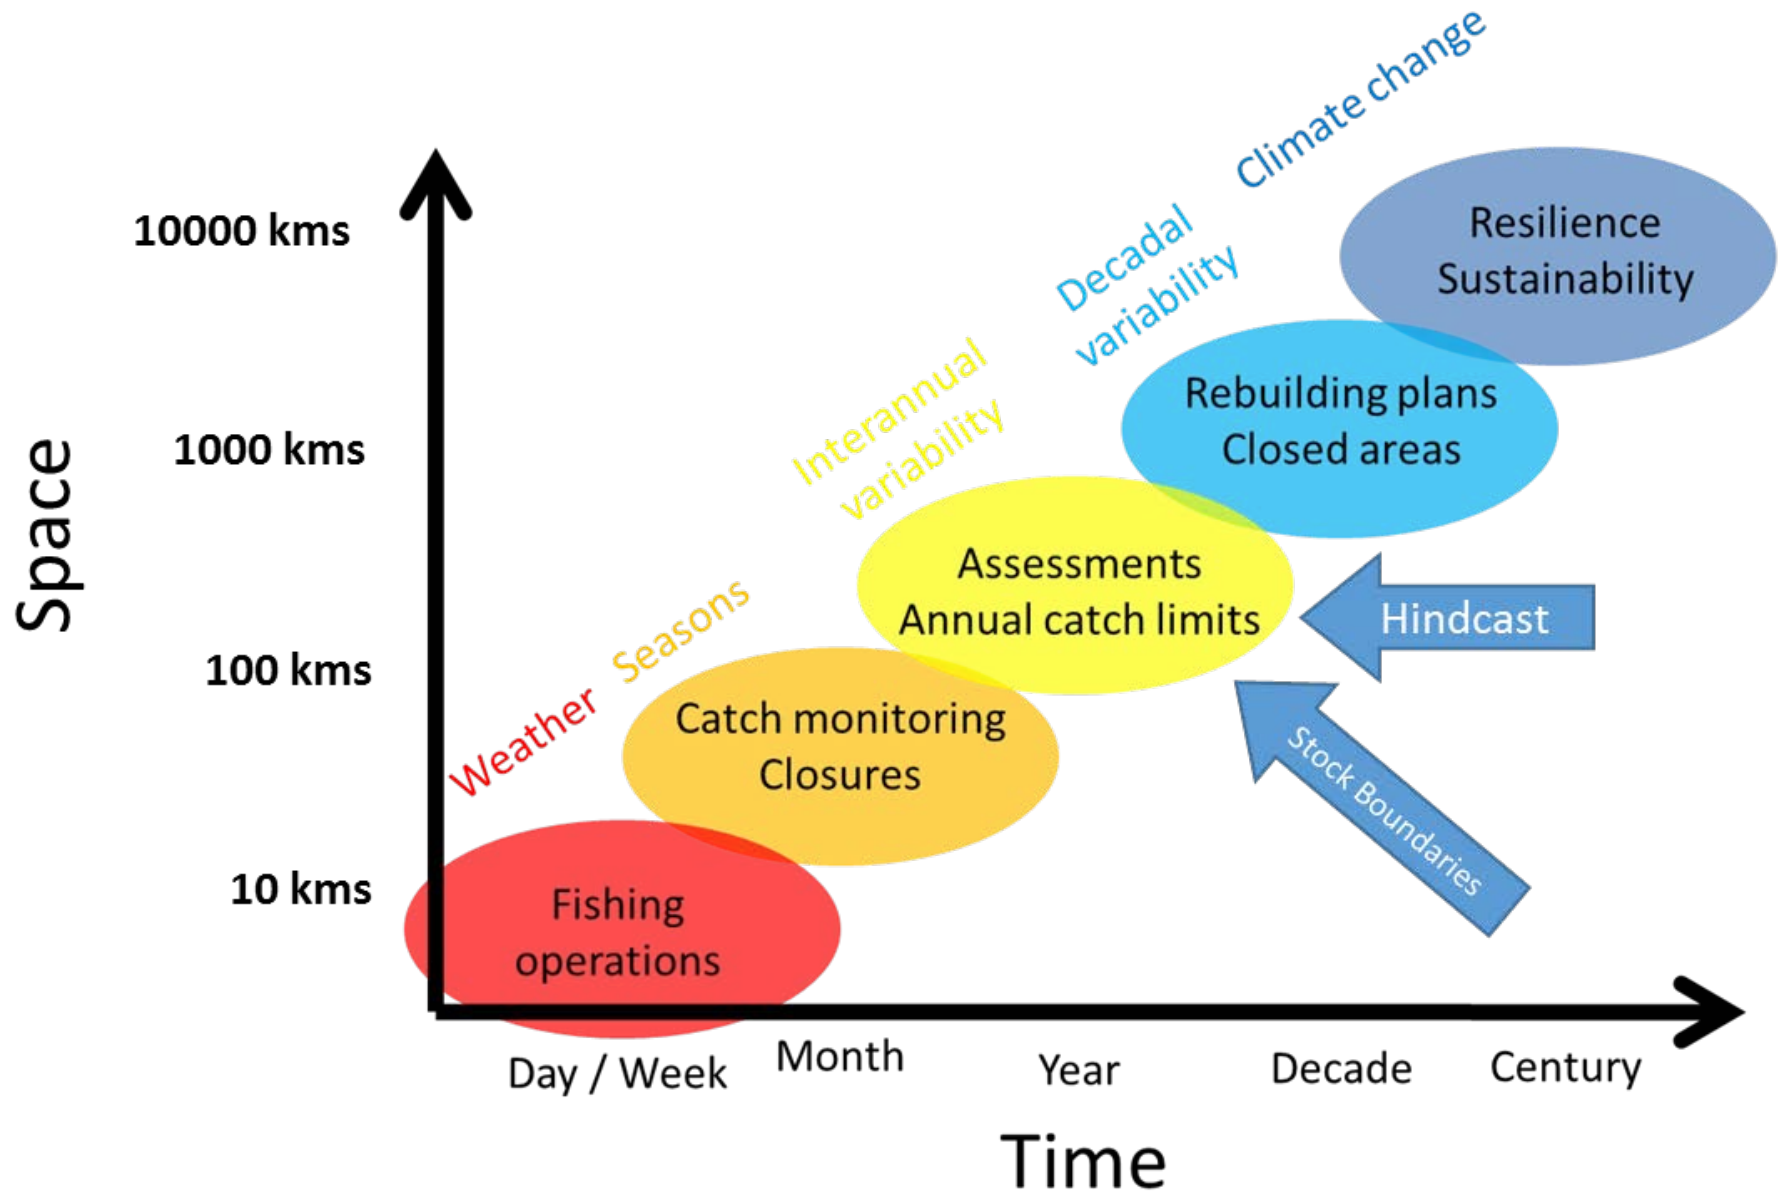 Climate change
Decadal
variability
Interannual
variability
Seasons
Weather
Space
10000 kms
1000 kms
100 kms
10 kms
Resilience
Sustainability
Rebuilding plans
Closed areas
Assessments
Annual catch limits
Hindcast
Stock Boundaries
Catch monitoring
Closures
Fishing
operations
Day / Week
Month
Year
Decade
Century
Time